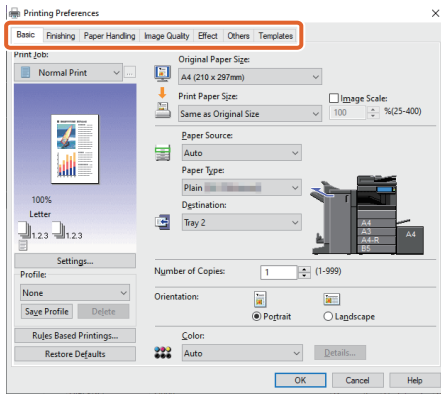 Printing Preferences
Basic Finishing Paper Handling Image Quality Effect Others Templates
Print Job:
Normal Print
...
100%
Letter
1.2.3 1.2.3
Settings...
Profile:
None
Save Profile Delete
Rules Based Printings...
Restore Defaults
Original Paper Size:
A4 (210 x 297mm)
Print Paper Size:
Same as Original Size
Image Scale:
100 %(25-400)
Paper Source:
Auto
Paper Type:
Plain
Destination:
Tray 2
A4
A3
A4-R
B5
A4
Number of Copies: 1 (1-999)
Orientation:
Portrait Landscape
Color:
Auto Details...
OK Cancel Help